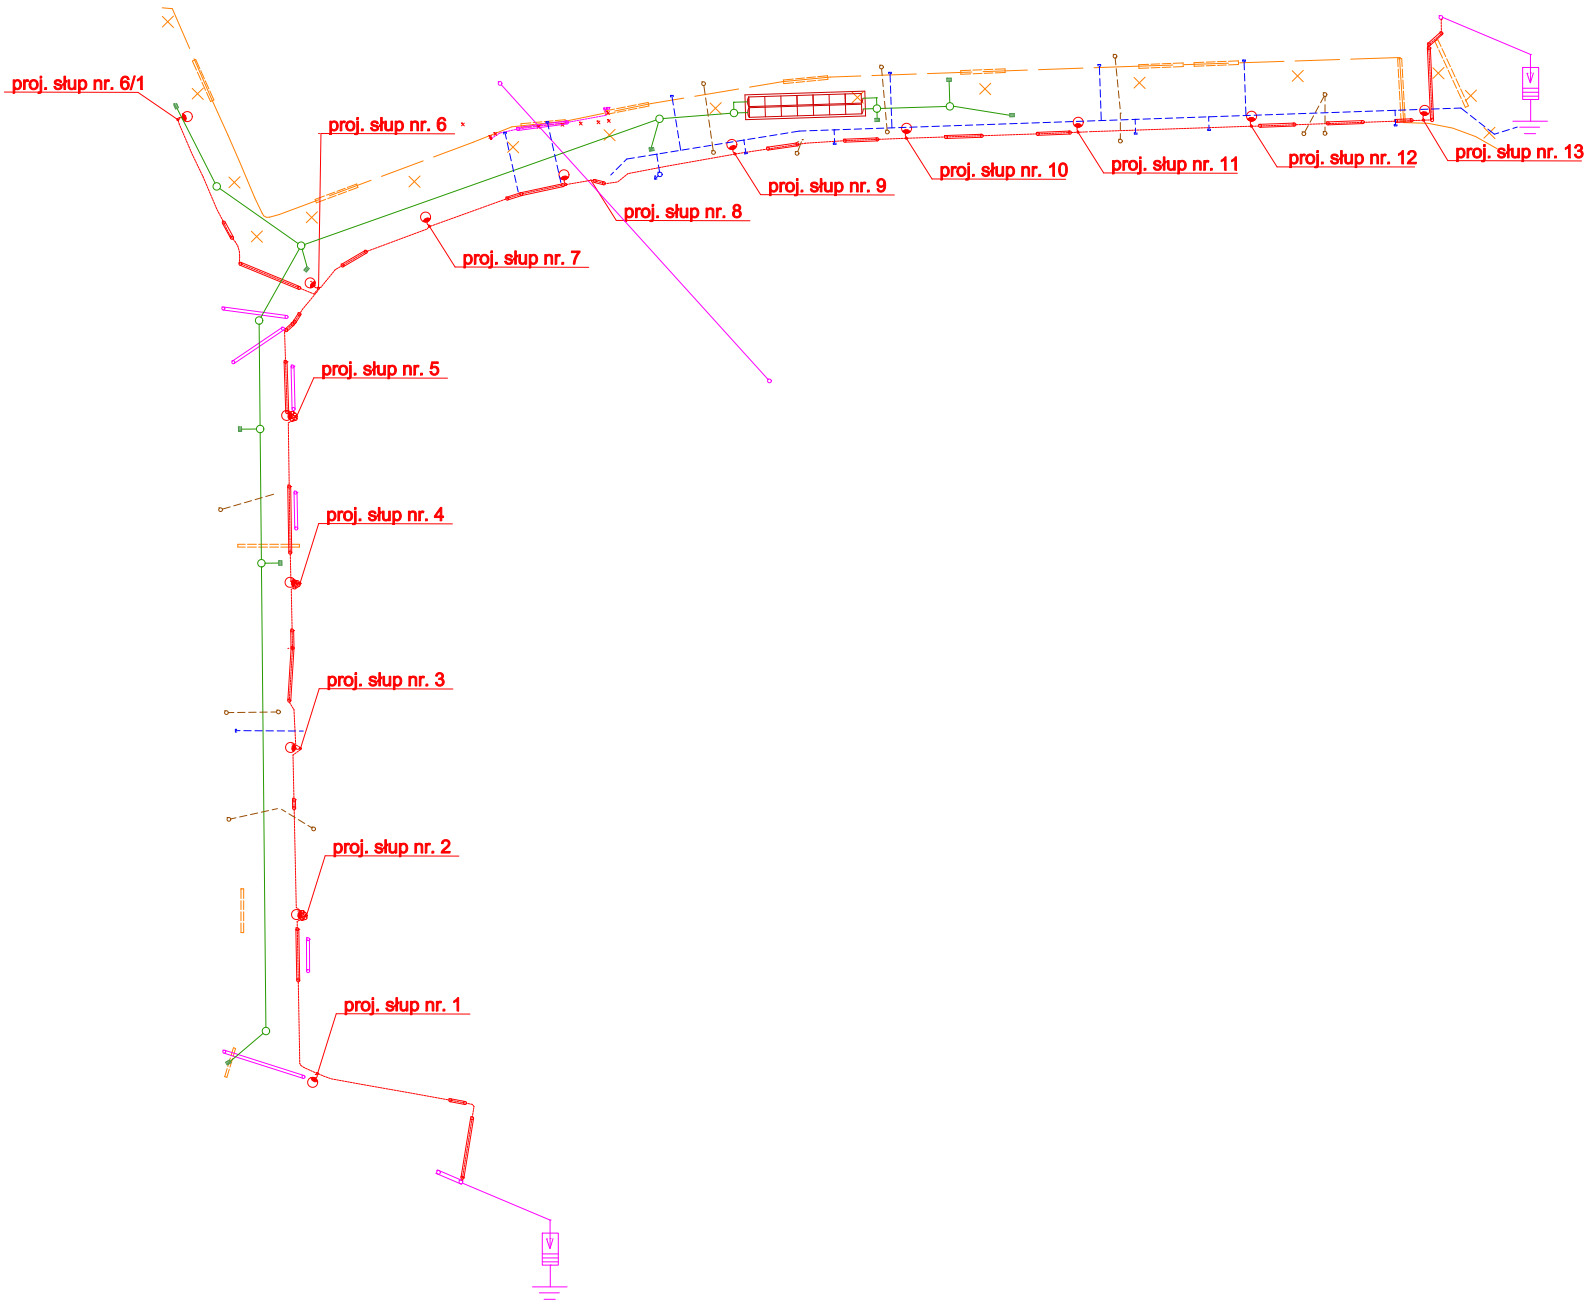 proj. słup nr. 6/1
proj. słup nr. 6
proj. słup nr. 13
proj. słup nr. 12
proj. słup nr. 11
proj. słup nr. 10
proj. słup nr. 9
proj. słup nr. 8
proj. słup nr. 7
proj. słup nr. 5
proj. słup nr. 4
proj. słup nr. 3
proj. słup nr. 2
proj. słup nr. 1